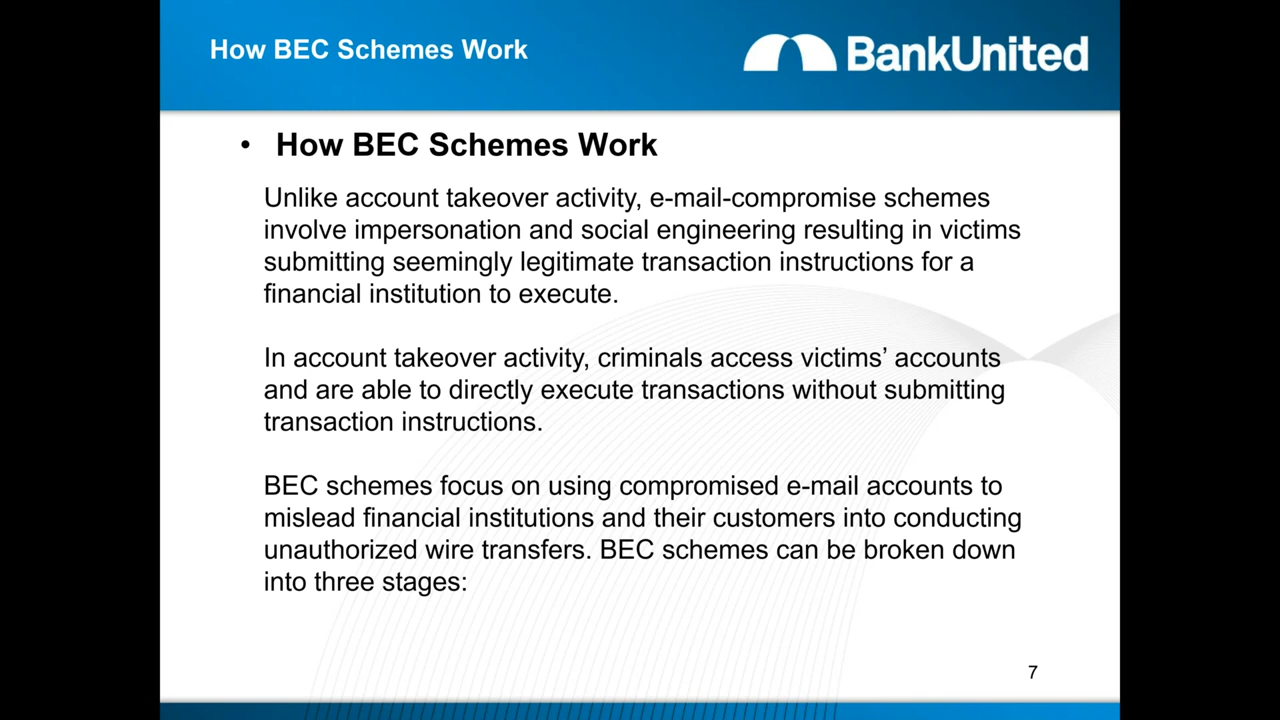 How BEC Schemes Work
BankUnited
• How BEC Schemes Work
Unlike account takeover activity, e-mail-compromise schemes
involve impersonation and social engineering resulting in victims
submitting seemingly legitimate transaction instructions for a
financial institution to execute.
In account takeover activity, criminals access victims’ accounts
and are able to directly execute transactions without submitting
transaction instructions.
BEC schemes focus on using compromised e-mail accounts to
mislead financial institutions and their customers into conducting
unauthorized wire transfers. BEC schemes can be broken down
into three stages:
7